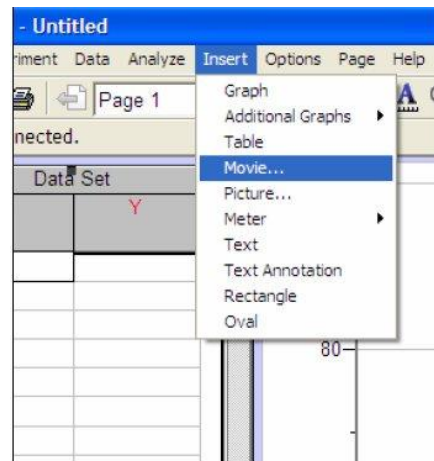 - Untitled
riment Data Analyze Insert Options Page Help
Page 1
A
nected.
Data Set
Y
Graph
Additional Graphs
Table
Movie...
Picture...
Meter
Text
Text Annotation
Rectangle
Oval
80